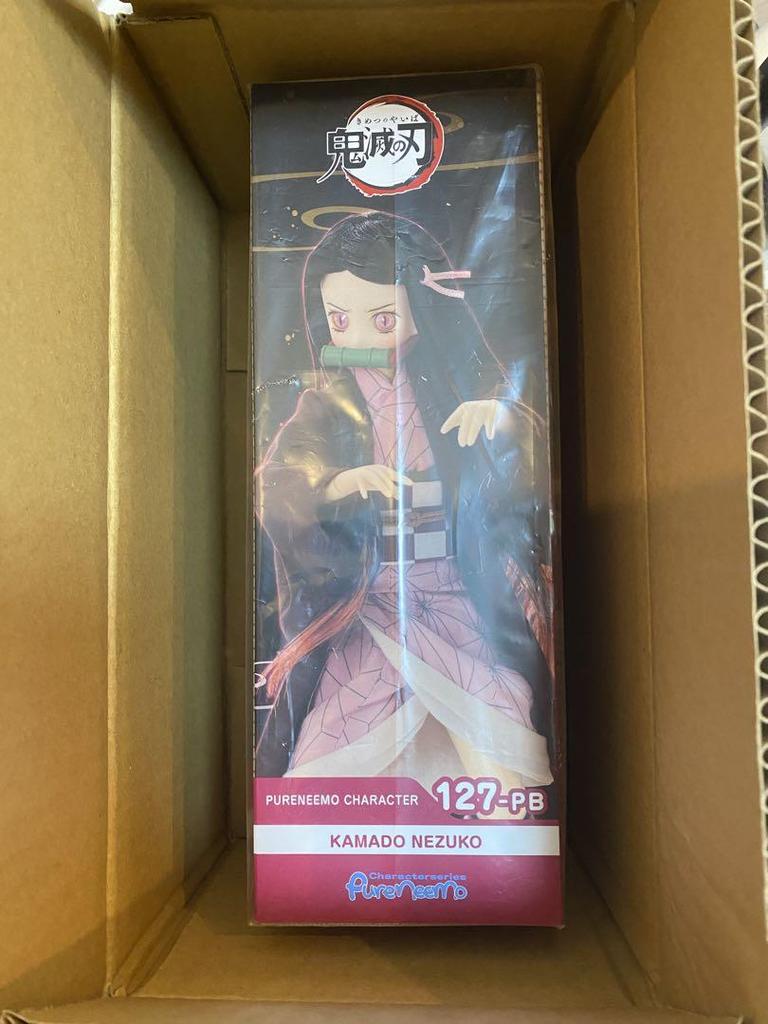 きめつのやいば
鬼滅の刃
PURENEEMO CHARACTER 127-PB
KAMADO NEZUKO
Characterseries
PureNeemo